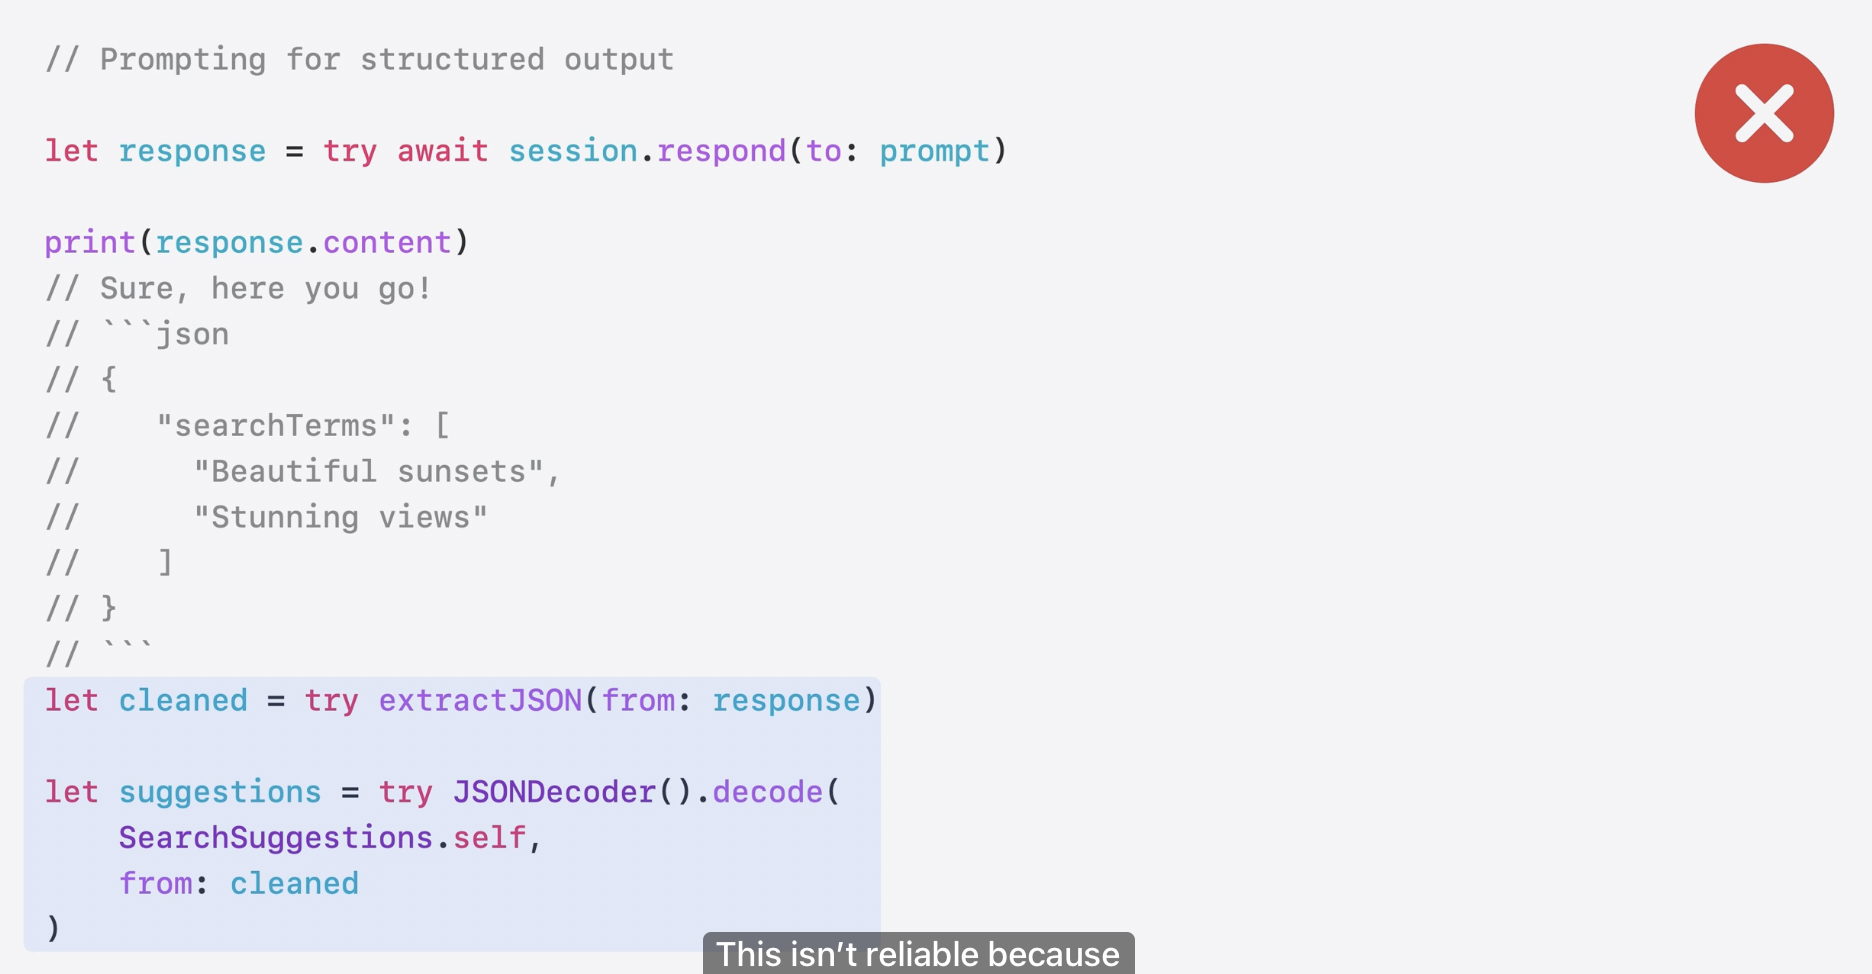 // Prompting for structured output
let response = try await session.respond(to: prompt)
print(response.content)
// Sure, here you go!
// ```json
// {
//    "searchTerms": [
//      "Beautiful sunsets",
//      "Stunning views"
//    ]
// }
// ```
let cleaned = try extractJSON(from: response)
let suggestions = try JSONDecoder().decode(
    SearchSuggestions.self,
    from: cleaned
)
This isn’t reliable because